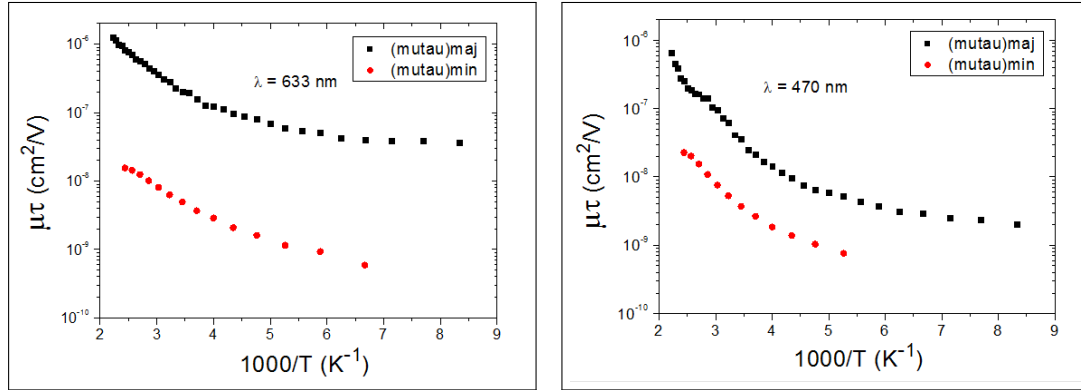 10⁻⁶
10⁻⁷
10⁻⁸
10⁻⁹
10⁻¹⁰
μτ (cm²/V)
(mutau)maj
(mutau)min
λ = 633 nm
2 3 4 5 6 7 8 9
1000/T (K⁻¹)
10⁻⁶
10⁻⁷
10⁻⁸
10⁻⁹
10⁻¹⁰
μτ (cm²/V)
(mutau)maj
(mutau)min
λ = 470 nm
2 3 4 5 6 7 8 9
1000/T (K⁻¹)